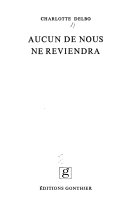 CHARLOTTE DELBO
AUCUN DE NOUS
NE REVIENDRA
g
ÉDITIONS GONTHIER